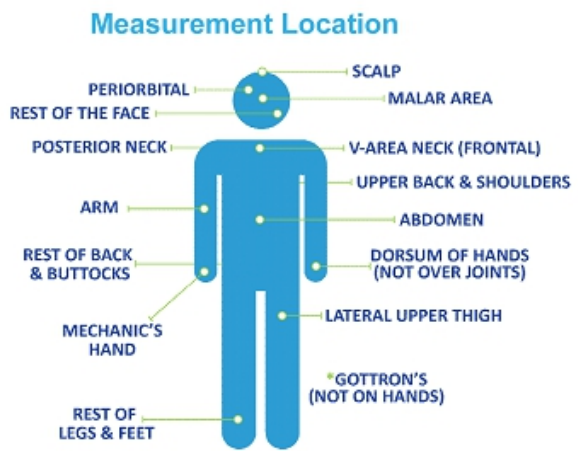 Measurement Location
SCALP
PERIORBITAL
MALAR AREA
REST OF THE FACE
POSTERIOR NECK
V-AREA NECK (FRONTAL)
UPPER BACK & SHOULDERS
ARM
ABDOMEN
REST OF BACK
& BUTTOCKS
DORSUM OF HANDS
(NOT OVER JOINTS)
MECHANIC'S
HAND
LATERAL UPPER THIGH
*GOTTRON'S
(NOT ON HANDS)
REST OF
LEGS & FEET